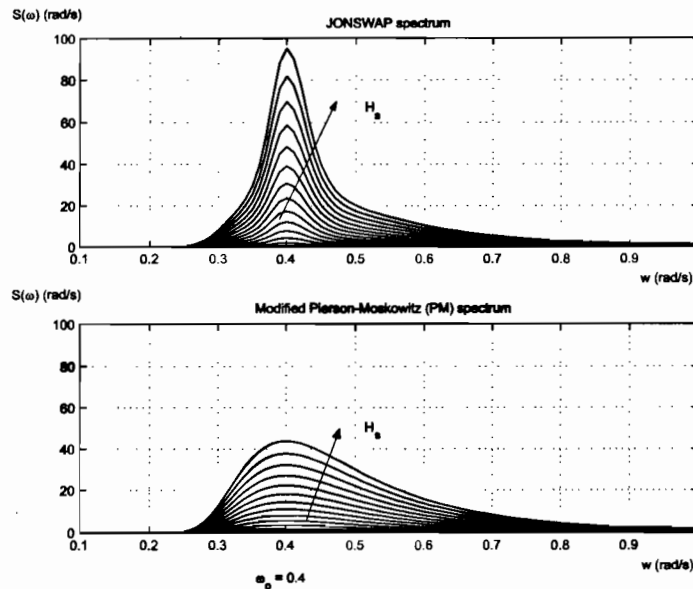 S(ω) (rad/s)
JONSWAP spectrum
100
80
60
40
20
0
H_s
0.1 0.2 0.3 0.4 0.5 0.6 0.7 0.8 0.9
w (rad/s)
S(ω) (rad/s)
Modified Pierson-Moskowitz (PM) spectrum
100
80
60
40
20
0
H_s
0.1 0.2 0.3 0.4 0.5 0.6 0.7 0.8 0.9
w (rad/s)
ω_o = 0.4